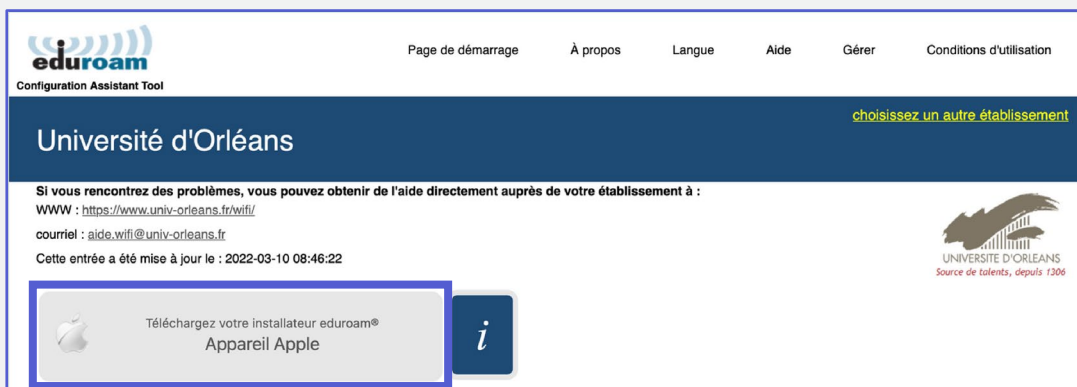 eduroam
Configuration Assistant Tool
Page de démarrage À propos Langue Aide Gérer Conditions d'utilisation
choisissez un autre établissement
Université d'Orléans
Si vous rencontrez des problèmes, vous pouvez obtenir de l'aide directement auprès de votre établissement à :
WWW : https://www.univ-orleans.fr/wifi/
courriel : aide.wifi@univ-orleans.fr
Cette entrée a été mise à jour le : 2022-03-10 08:46:22
UNIVERSITE D'ORLEANS
Source de talents, depuis 1306
Téléchargez votre installateur eduroam®
Appareil Apple
i